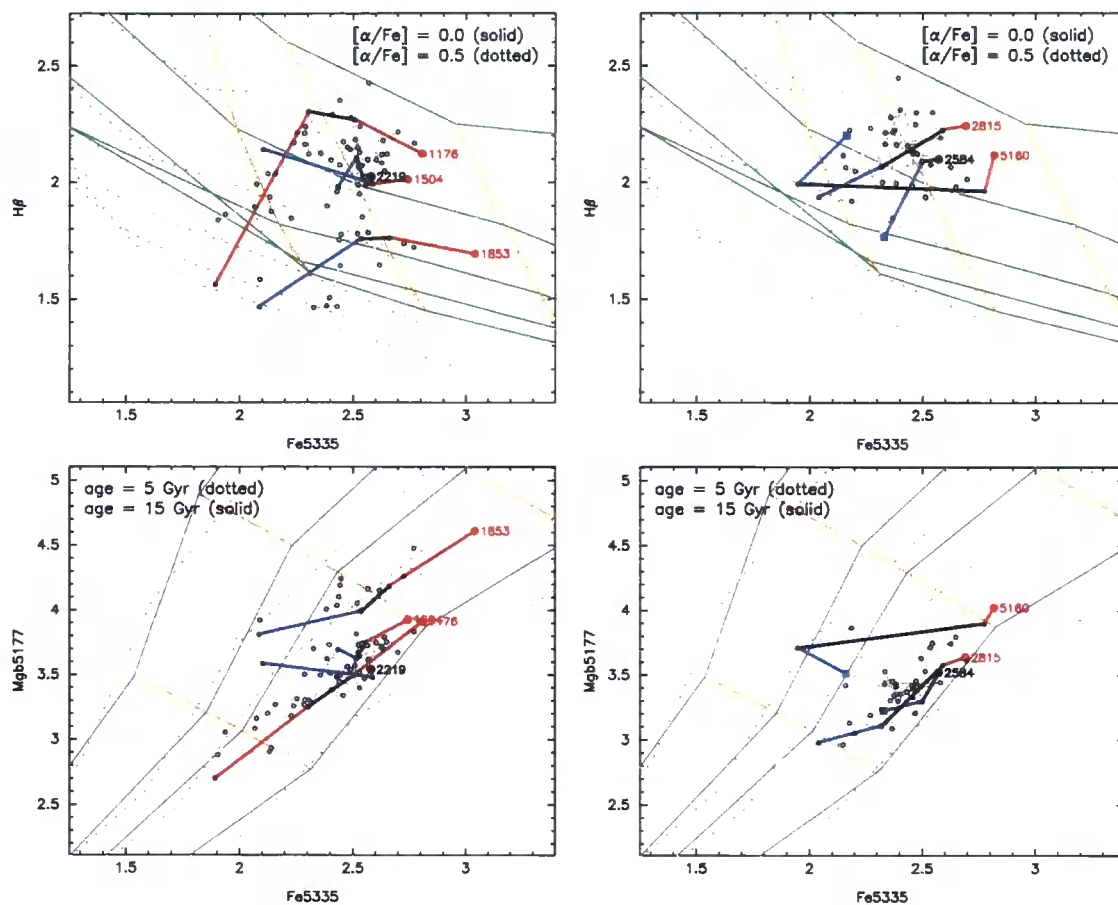 [α/Fe] = 0.0 (solid)
[α/Fe] = 0.5 (dotted)
2.5
2
1.5
Hβ
1176
2219
1504
1853
1.5
2
2.5
3
Fe5335
[α/Fe] = 0.0 (solid)
[α/Fe] = 0.5 (dotted)
2.5
2
1.5
Hβ
2815
5160
2584
1.5
2
2.5
3
Fe5335
age = 5 Gyr (dotted)
age = 15 Gyr (solid)
5
4.5
4
3.5
3
2.5
Mgb5177
1853
2219
1.5
2
2.5
3
Fe5335
age = 5 Gyr (dotted)
age = 15 Gyr (solid)
5
4.5
4
3.5
3
2.5
Mgb5177
5160
2815
2584
1.5
2
2.5
3
Fe5335